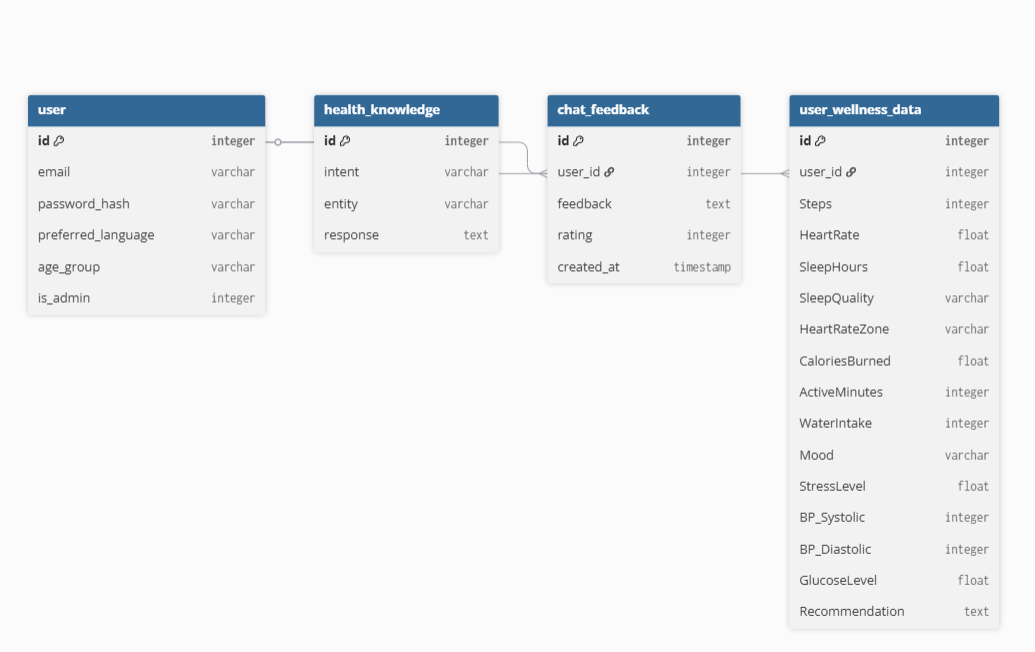 user
id integer
email varchar
password_hash varchar
preferred_language varchar
age_group varchar
is_admin integer
health_knowledge
id integer
intent varchar
entity varchar
response text
chat_feedback
id integer
user_id integer
feedback text
rating integer
created_at timestamp
user_wellness_data
id integer
user_id integer
Steps integer
HeartRate float
SleepHours float
SleepQuality varchar
HeartRateZone varchar
CaloriesBurned float
ActiveMinutes integer
WaterIntake integer
Mood varchar
StressLevel float
BP_Systolic integer
BP_Diastolic integer
GlucoseLevel float
Recommendation text